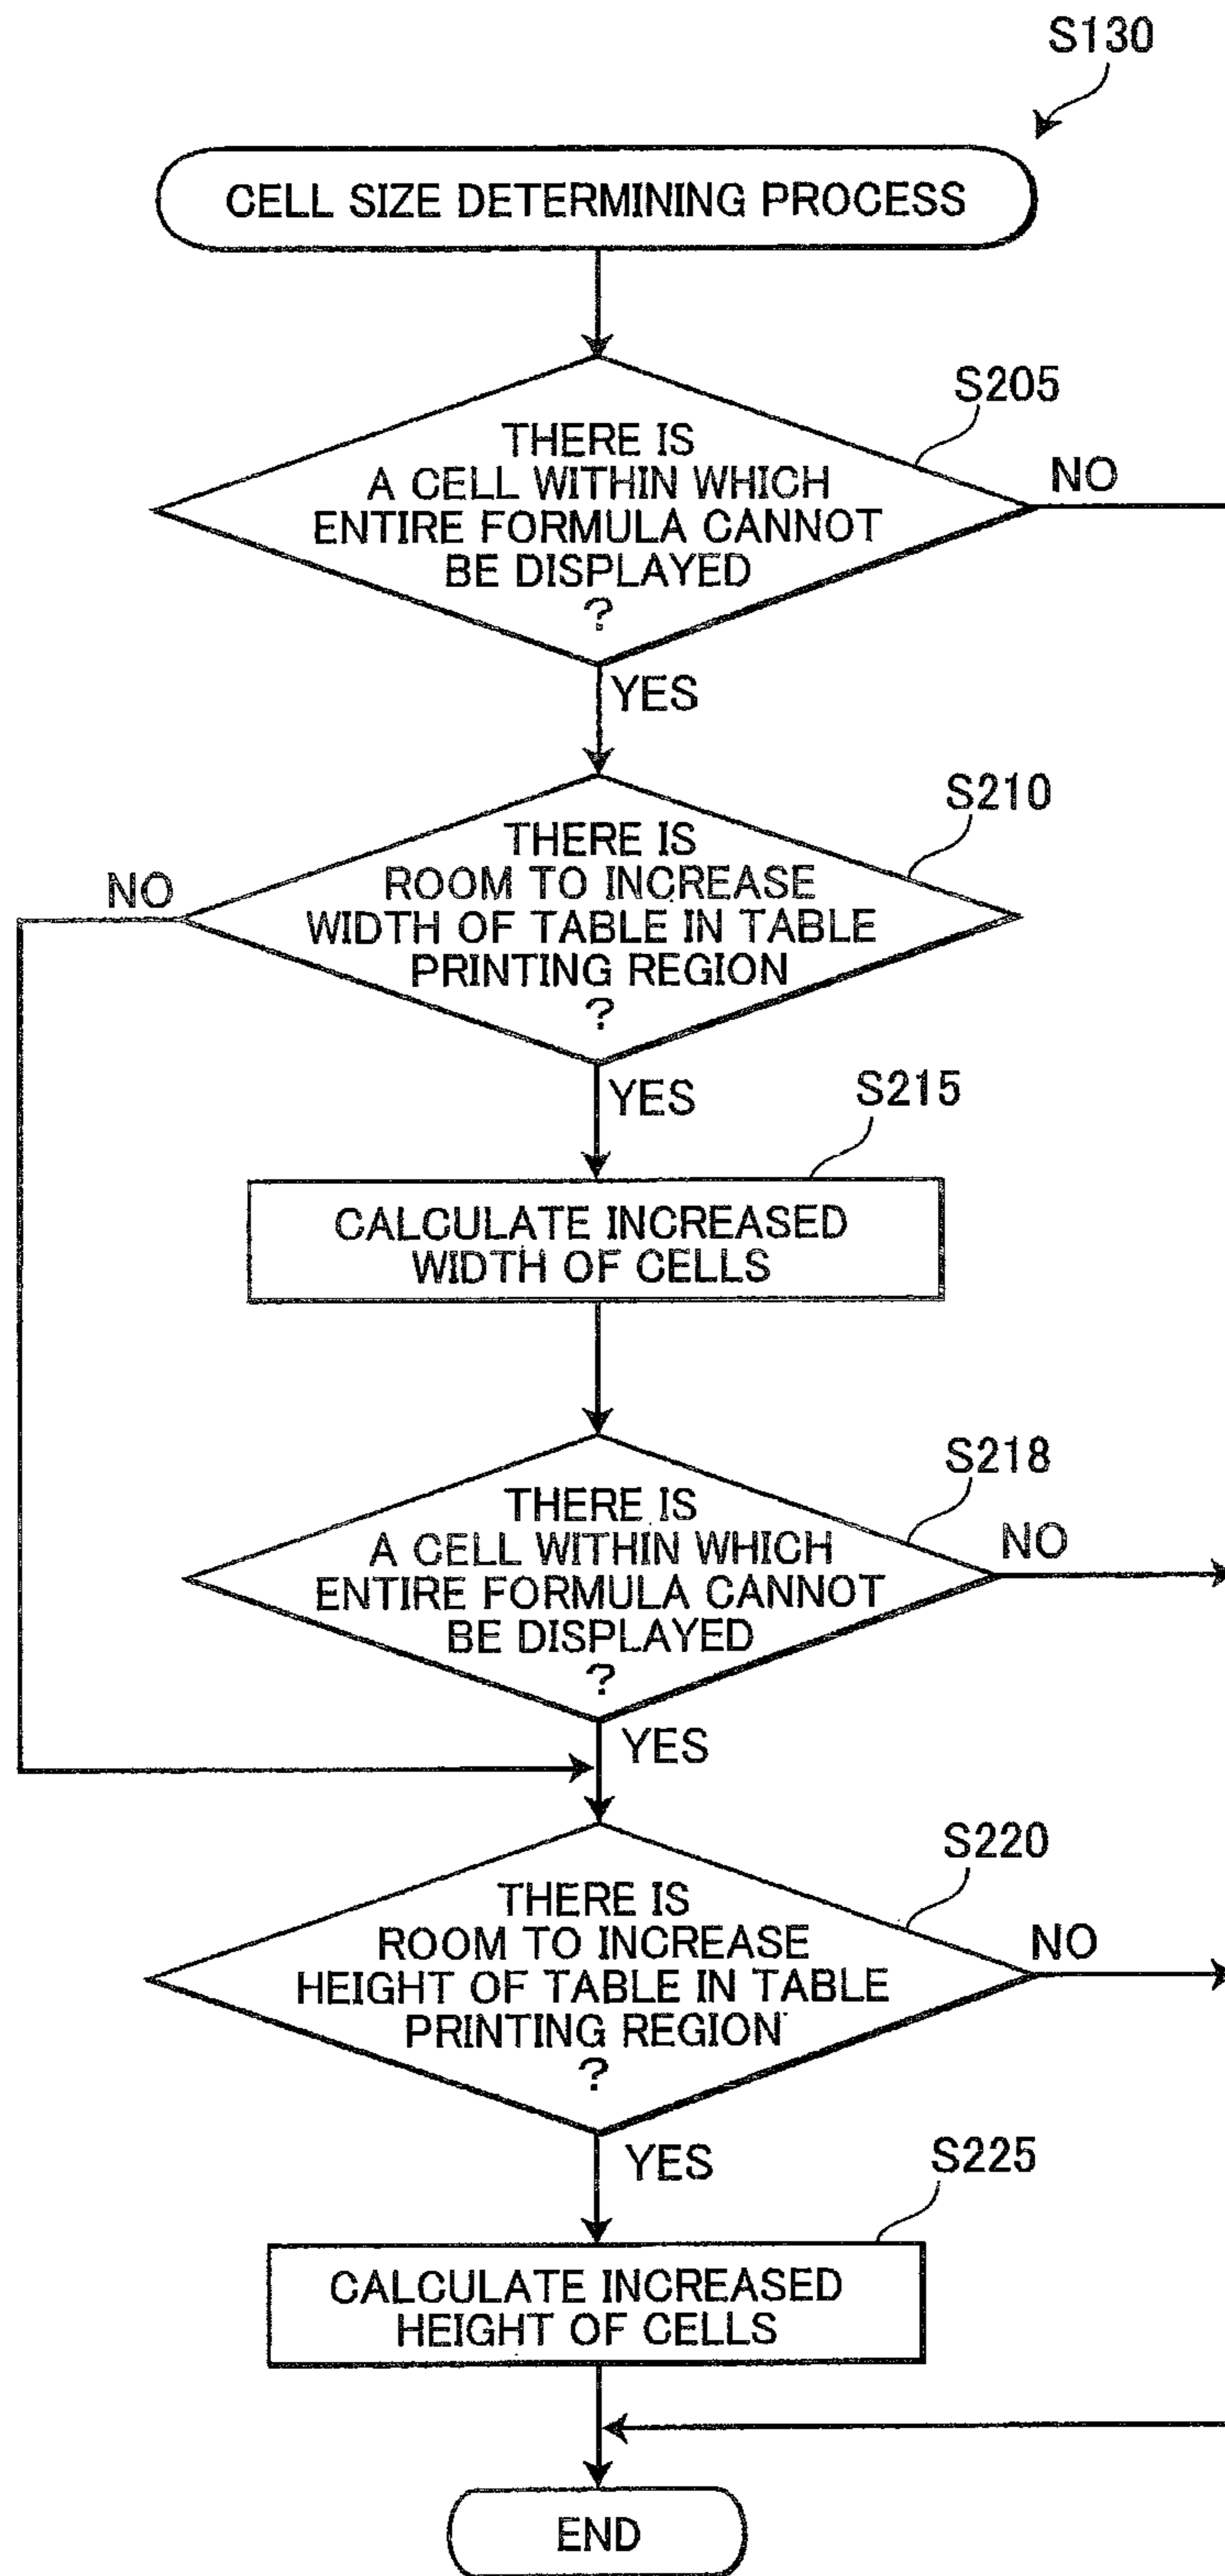 S130
CELL SIZE DETERMINING PROCESS
S205
THERE IS
A CELL WITHIN WHICH
ENTIRE FORMULA CANNOT
BE DISPLAYED
?
NO
YES
S210
THERE IS
ROOM TO INCREASE
WIDTH OF TABLE IN TABLE
PRINTING REGION
?
NO
YES
S215
CALCULATE INCREASED
WIDTH OF CELLS
S218
THERE IS
A CELL WITHIN WHICH
ENTIRE FORMULA CANNOT
BE DISPLAYED
?
NO
YES
S220
THERE IS
ROOM TO INCREASE
HEIGHT OF TABLE IN TABLE
PRINTING REGION
?
NO
YES
S225
CALCULATE INCREASED
HEIGHT OF CELLS
END